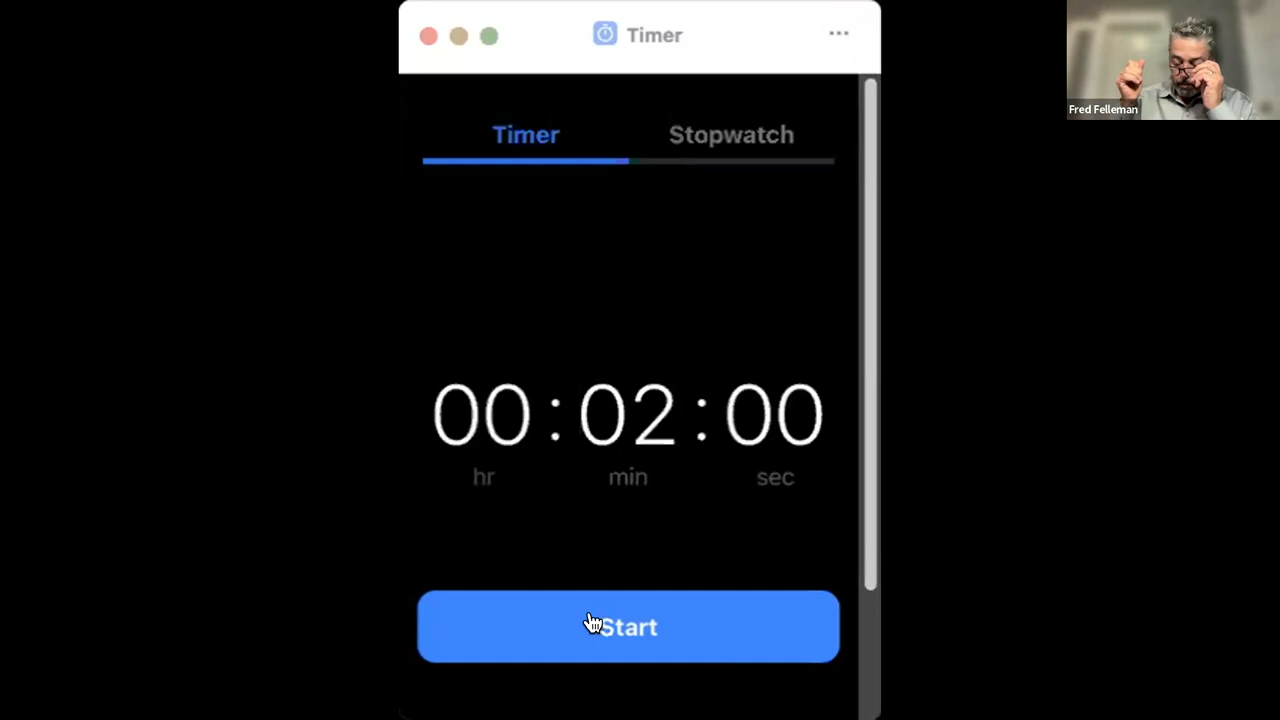 Timer
Timer Stopwatch
00 : 02 : 00
hr min sec
Start
Fred Felleman